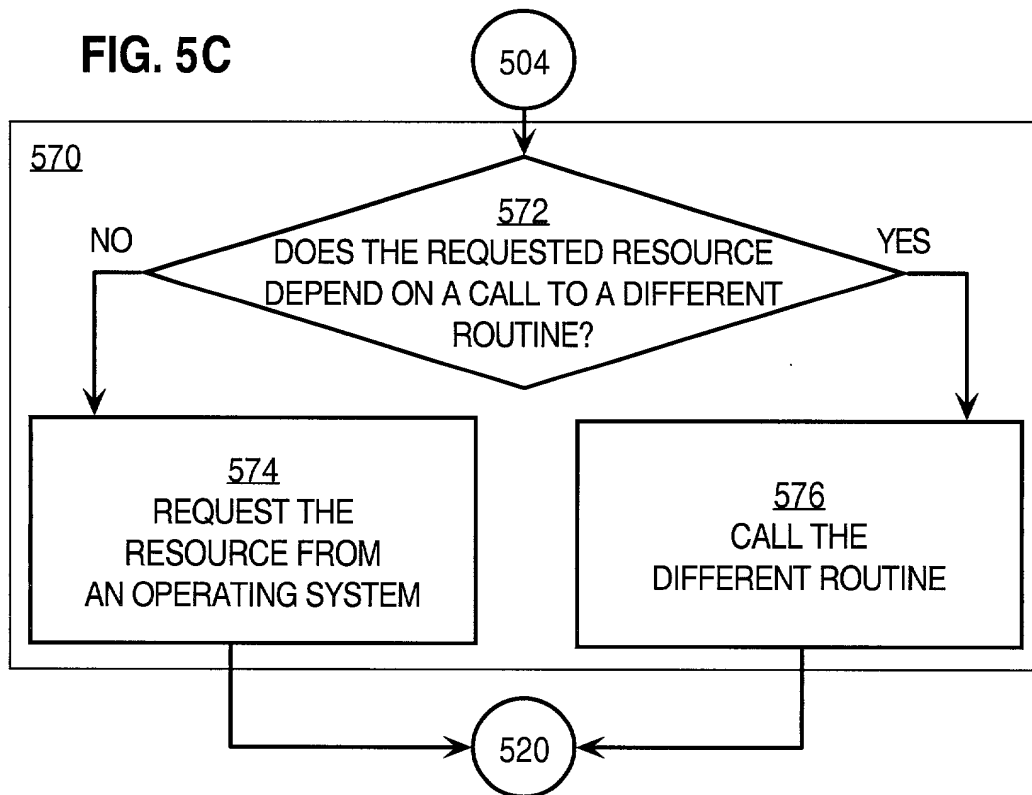 FIG. 5C
504
570
572
NO
YES
DOES THE REQUESTED RESOURCE
DEPEND ON A CALL TO A DIFFERENT
ROUTINE?
574
REQUEST THE
RESOURCE FROM
AN OPERATING SYSTEM
576
CALL THE
DIFFERENT ROUTINE
520